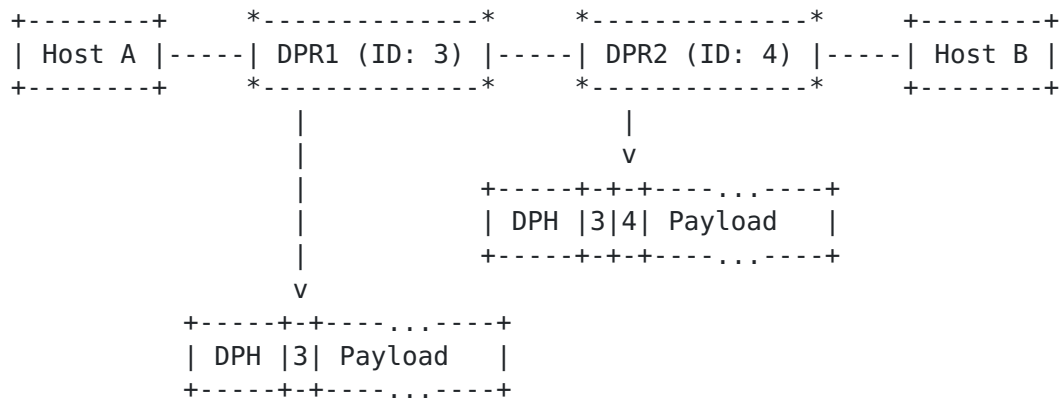 Host A DPR1 (ID: 3) DPR2 (ID: 4) Host B
v
DPH 3 4 Payload
v
DPH 3 Payload